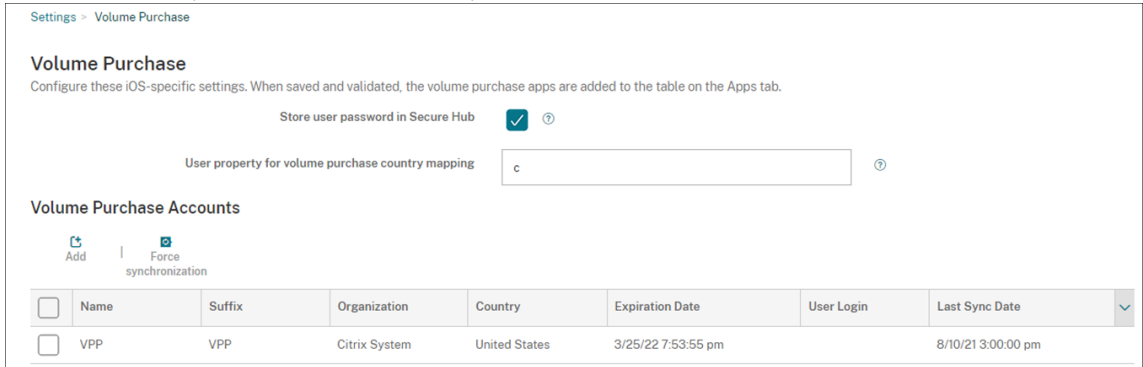 Settings > Volume Purchase
Volume Purchase
Configure these iOS-specific settings. When saved and validated, the volume purchase apps are added to the table on the Apps tab.
Store user password in Secure Hub ?
User property for volume purchase country mapping c ?
Volume Purchase Accounts
Add | Force
synchronization
Name Suffix Organization Country Expiration Date User Login Last Sync Date
VPP VPP Citrix System United States 3/25/22 7:53:55 pm 8/10/21 3:00:00 pm